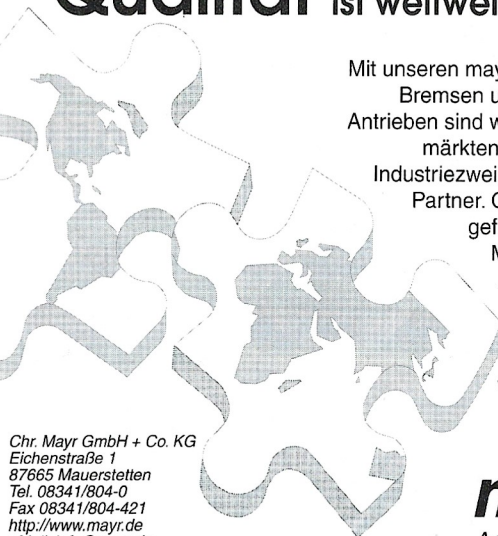 Qualität ist weltwei
Mit unseren may
Bremsen u
Antrieben sind w
märkten
Industriezwei
Partner. G
gef
M
Chr. Mayr GmbH + Co. KG
Eichenstraße 1
87665 Mauerstetten
Tel. 08341/804-0
Fax 08341/804-421
http://www.mayr.de